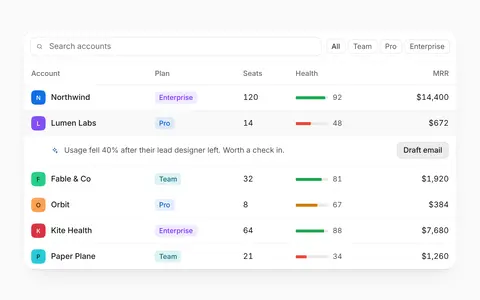 Search accounts All Team Pro Enterprise
Account Plan Seats Health MRR
N Northwind Enterprise 120 92 $14,400
L Lumen Labs Pro 14 48 $672
Usage fell 40% after their lead designer left. Worth a check in. Draft email
F Fable & Co Team 32 81 $1,920
O Orbit Pro 8 67 $384
K Kite Health Enterprise 64 88 $7,680
P Paper Plane Team 21 34 $1,260